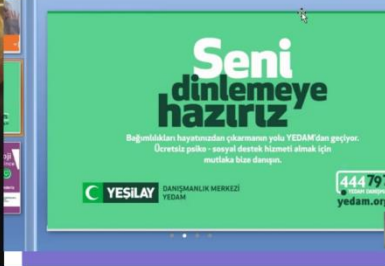 Seni
dinlemeye
hazırız
Bağımlılıkları hayatınızdan çıkarmanın yolu YEDAM'dan geçiyor.
Ücretsiz psiko - sosyal destek hizmeti almak için
mutlaka bize danışın.
YEŞİLAY
DANIŞMANLIK MERKEZİ
YEDAM
444 797
yedam.or